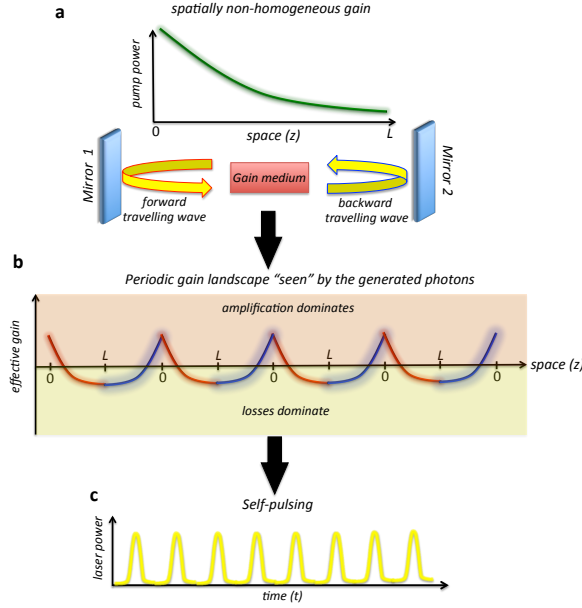 a
spatially non-homogeneous gain
pump power
0
space (z)
L
Mirror 1
Mirror 2
Gain medium
forward
travelling wave
backward
travelling wave
b
Periodic gain landscape “seen” by the generated photons
amplification dominates
effective gain
L
L
L
L
space (z)
0
0
0
0
0
losses dominate
c
Self-pulsing
laser power
time (t)